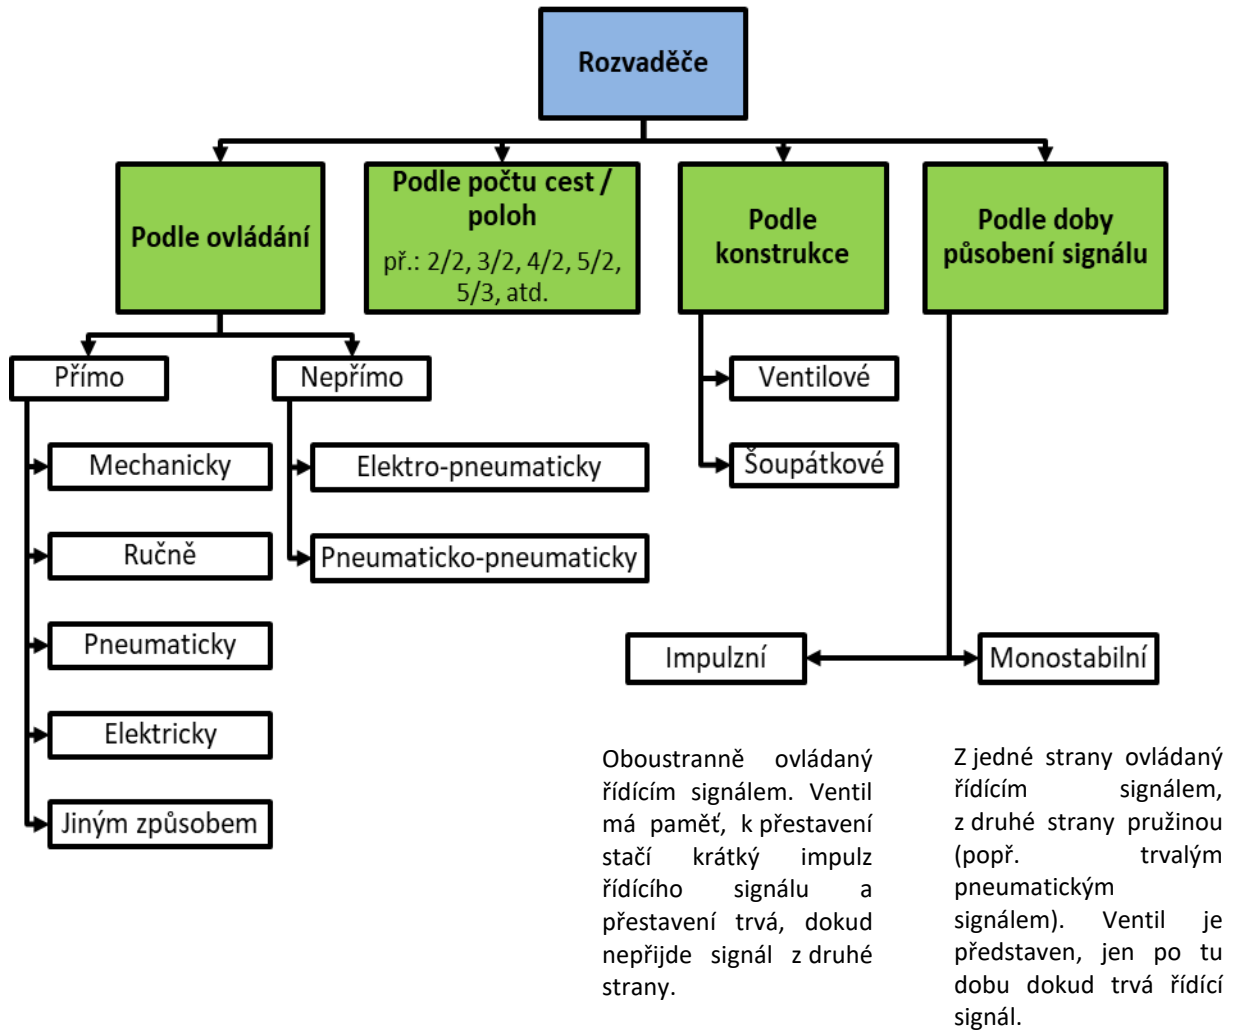 Rozvaděče
Podle ovládání
Podle počtu cest /
poloh
př.: 2/2, 3/2, 4/2, 5/2,
5/3, atd.
Podle
konstrukce
Podle doby
působení signálu
Přímo
Nepřímo
Mechanicky
Ručně
Pneumaticky
Elektricky
Jiným způsobem
Elektro-pneumaticky
Pneumaticko-pneumaticky
Ventilové
Šoupátkové
Impulzní
Monostabilní
Oboustranně ovládaný
řídícím signálem. Ventil
má paměť, k přestavení
stačí krátký impulz
řídícího signálu a
přestavení trvá, dokud
nepřijde signál z druhé
strany.
Z jedné strany ovládaný
řídícím signálem,
z druhé strany pružinou
(popř. trvalým
pneumatickým
signálem). Ventil je
představen, jen po tu
dobu dokud trvá řídící
signál.